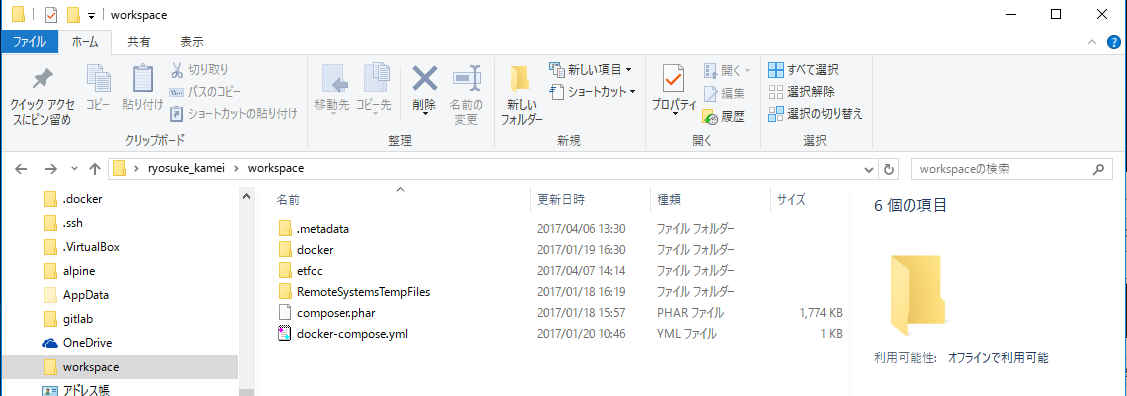 workspace
ファイル ホーム 共有 表示
クイック アクセスにピン留め
コピー
貼り付け
切り取り
パスのコピー
ショートカットの貼り付け
クリップボード
移動先
コピー先
削除
名前の変更
整理
新しいフォルダー
新しい項目
ショートカット
新規
プロパティ
開く
編集
履歴
開く
すべて選択
選択解除
選択の切り替え
選択
ryosuke_kamei workspace
workspaceの検索
.docker
.ssh
.VirtualBox
alpine
AppData
gitlab
OneDrive
workspace
アドレス帳
名前 更新日時 種類 サイズ
.metadata 2017/04/06 13:30 ファイル フォルダー
docker 2017/01/19 16:30 ファイル フォルダー
etfcc 2017/04/07 14:14 ファイル フォルダー
RemoteSystemsTempFiles 2017/01/18 16:19 ファイル フォルダー
composer.phar 2017/01/18 15:57 PHAR ファイル 1,774 KB
docker-compose.yml 2017/01/20 10:46 YML ファイル 1 KB
6 個の項目
利用可能性: オフラインで利用可能